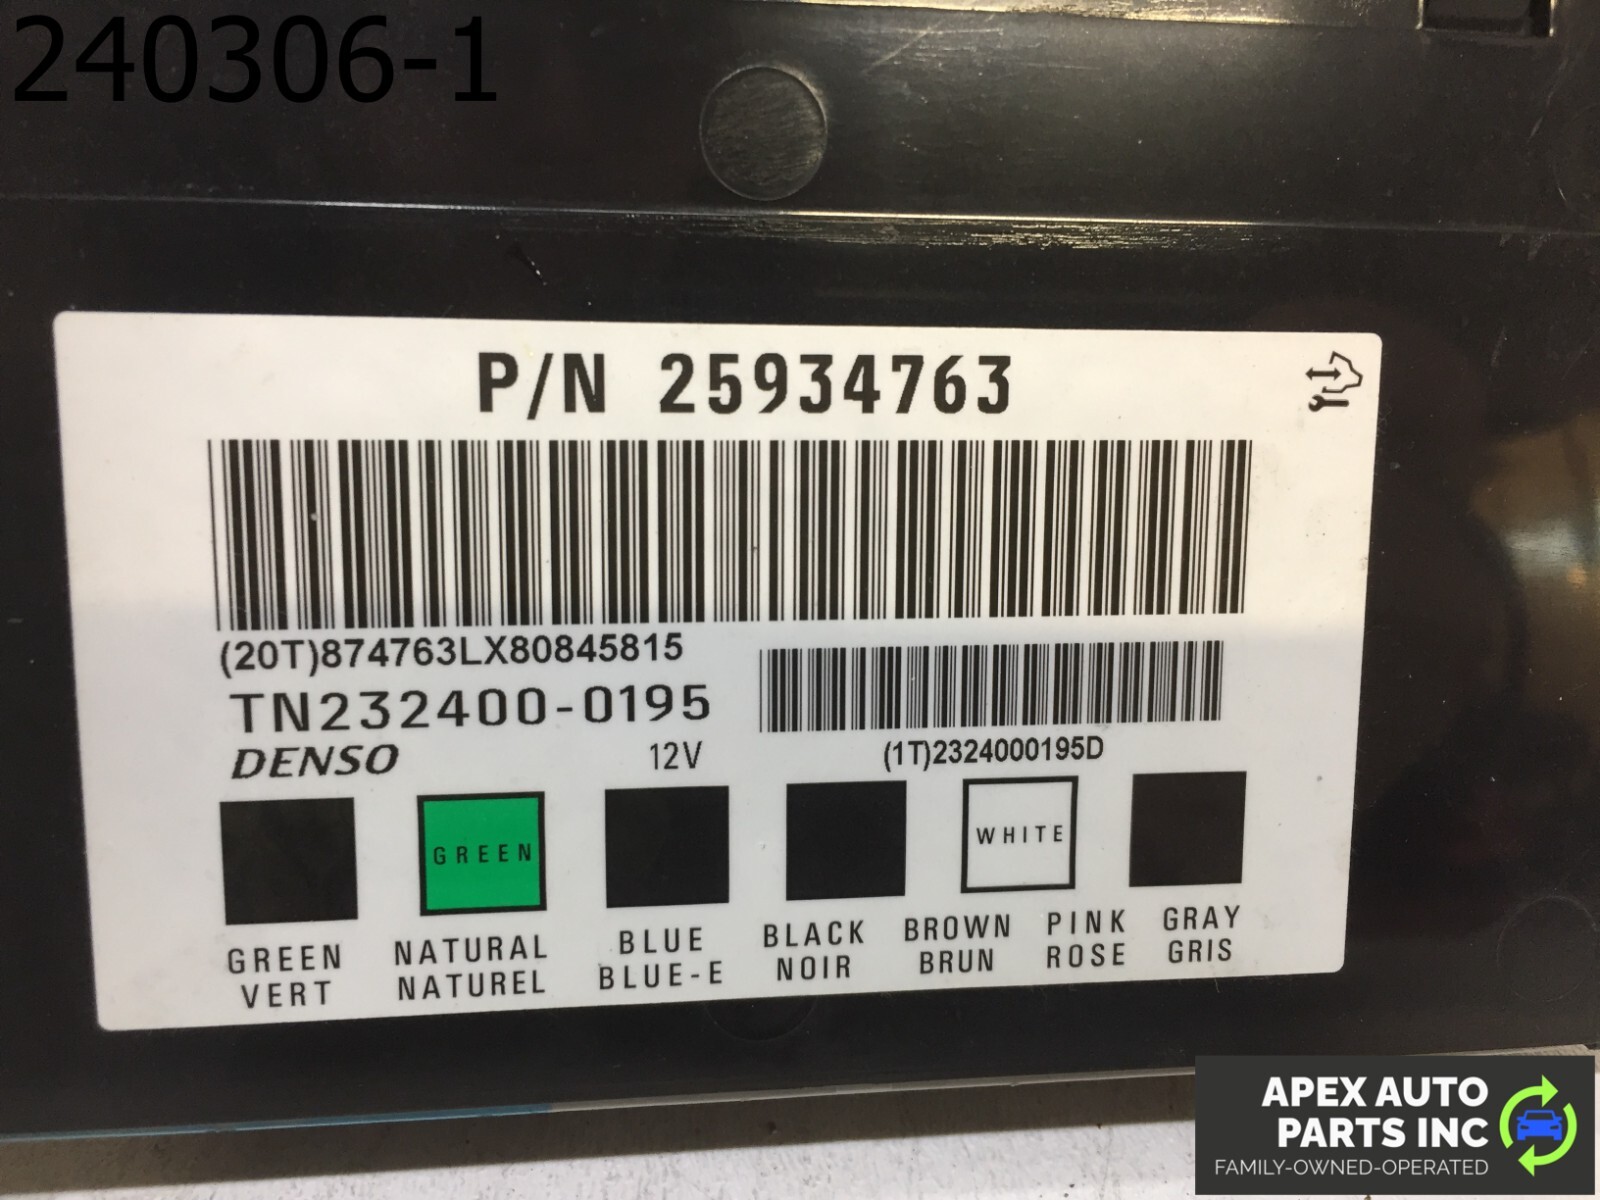 240306-1
P/N 25934763
(20T)874763LX80845815
TN232400-0195
(1T)2324000195D
DENSO 12V
GREEN WHITE
GREEN NATURAL BLUE BLACK BROWN PINK GRAY
VERT NATUREL BLUE-E NOIR BRUN ROSE GRIS
APEX AUTO
PARTS INC
FAMILY-OWNED-OPERATED